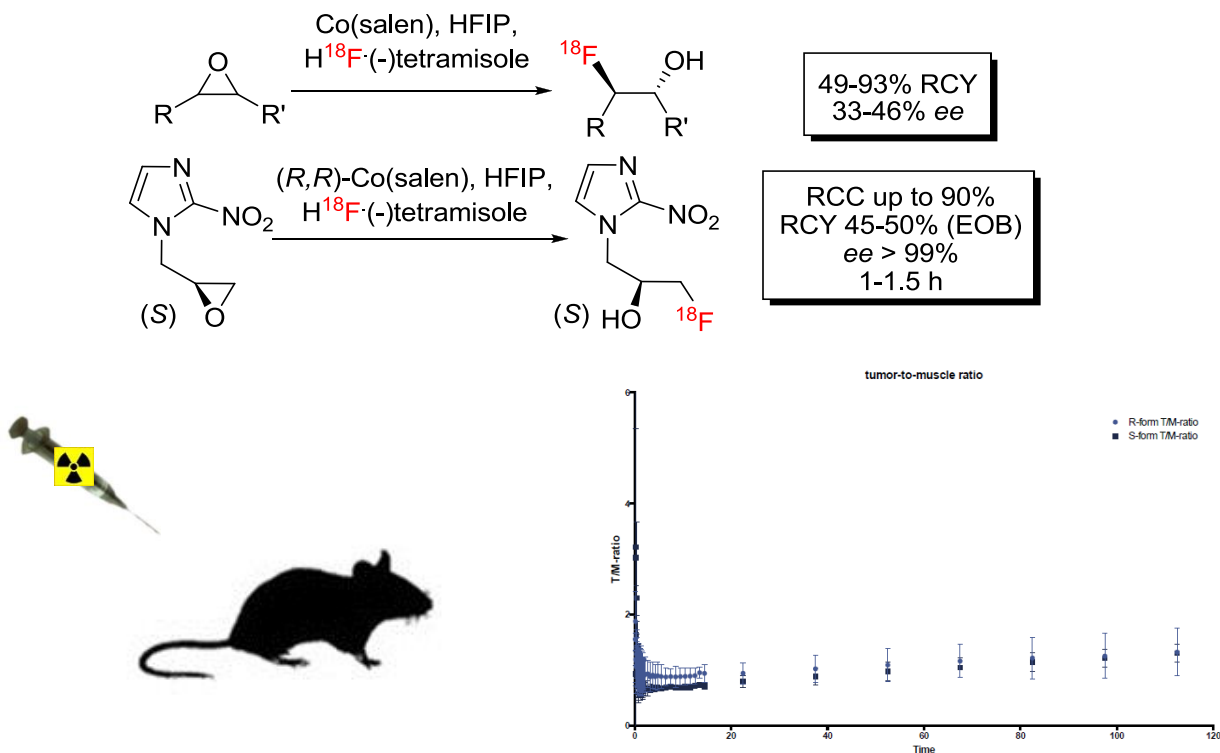 Co(salen), HFIP,
H¹⁸F·(-)tetramisole
O
R
R'
¹⁸F
OH
R
R'
49-93% RCY
33-46% ee
N
N
NO₂
O
(S)
(R,R)-Co(salen), HFIP,
H¹⁸F·(-)tetramisole
N
N
NO₂
HO
¹⁸F
(S)
RCC up to 90%
RCY 45-50% (EOB)
ee > 99%
1-1.5 h
tumor-to-muscle ratio
R-form T/M-ratio
S-form T/M-ratio
T/M-ratio
6
4
2
0
0
20
40
60
80
100
120
Time